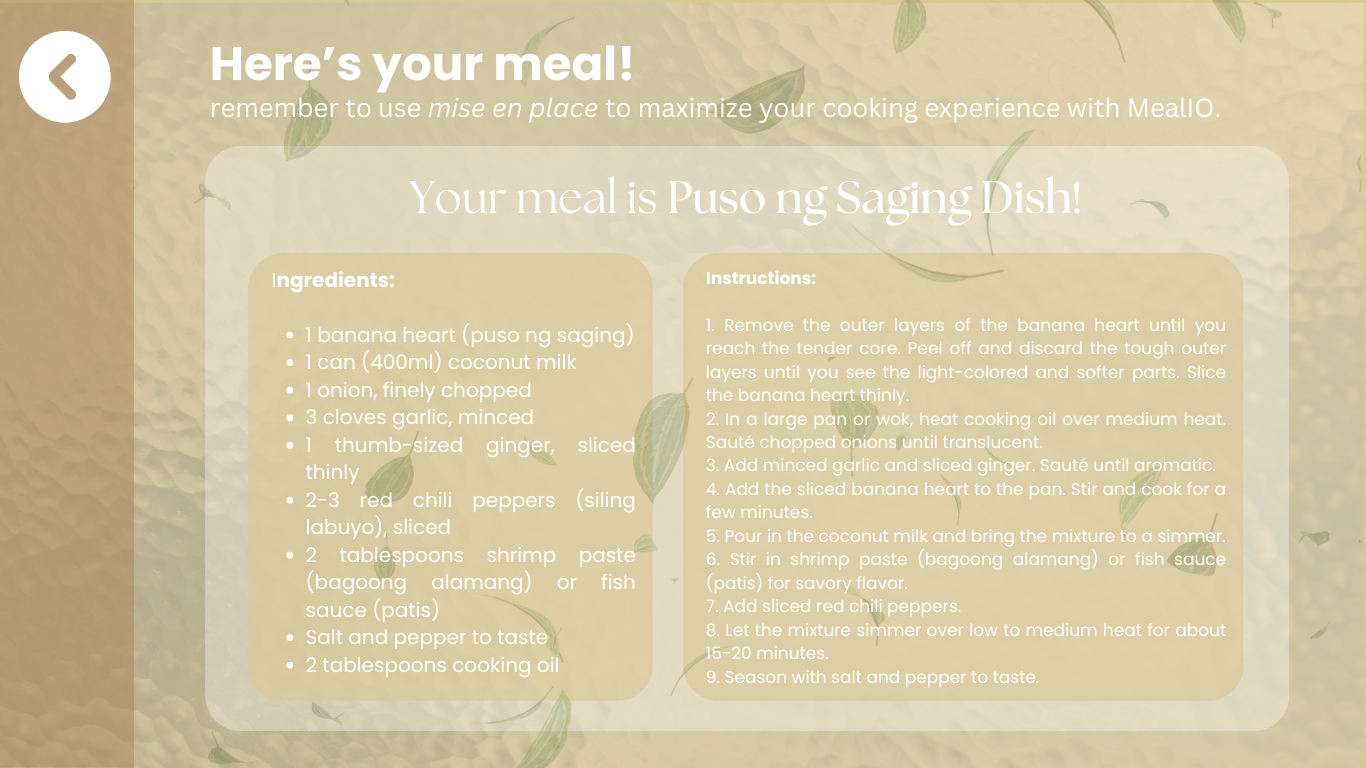 Here’s your meal!
remember to use mise en place to maximize your cooking experience with MealIO.
Your meal is Puso ng Saging Dish!
Ingredients:
• 1 banana heart (puso ng saging)
• 1 can (400ml) coconut milk
• 1 onion, finely chopped
• 3 cloves garlic, minced
• 1 thumb-sized ginger, sliced
thinly
• 2-3 red chili peppers (siling
labuyo), sliced
• 2 tablespoons shrimp paste
(bagoong alamang) or fish
sauce (patis)
• Salt and pepper to taste
• 2 tablespoons cooking oil
Instructions:
1. Remove the outer layers of the banana heart until you
reach the tender core. Peel off and discard the tough outer
layers until you see the light-colored and softer parts. Slice
the banana heart thinly.
2. In a large pan or wok, heat cooking oil over medium heat.
Sauté chopped onions until translucent.
3. Add minced garlic and sliced ginger. Sauté until aromatic.
4. Add the sliced banana heart to the pan. Stir and cook for a
few minutes.
5. Pour in the coconut milk and bring the mixture to a simmer.
6. Stir in shrimp paste (bagoong alamang) or fish sauce
(patis) for savory flavor.
7. Add sliced red chili peppers.
8. Let the mixture simmer over low to medium heat for about
15-20 minutes.
9. Season with salt and pepper to taste.